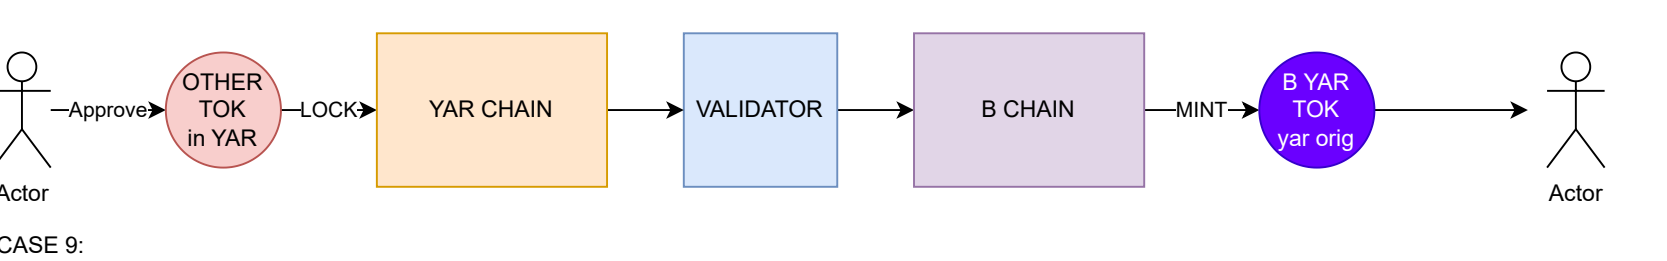 OTHER
TOK
in YAR
Approve
LOCK
YAR CHAIN
VALIDATOR
B CHAIN
MINT
B YAR
TOK
yar orig
Actor
Actor
CASE 9: